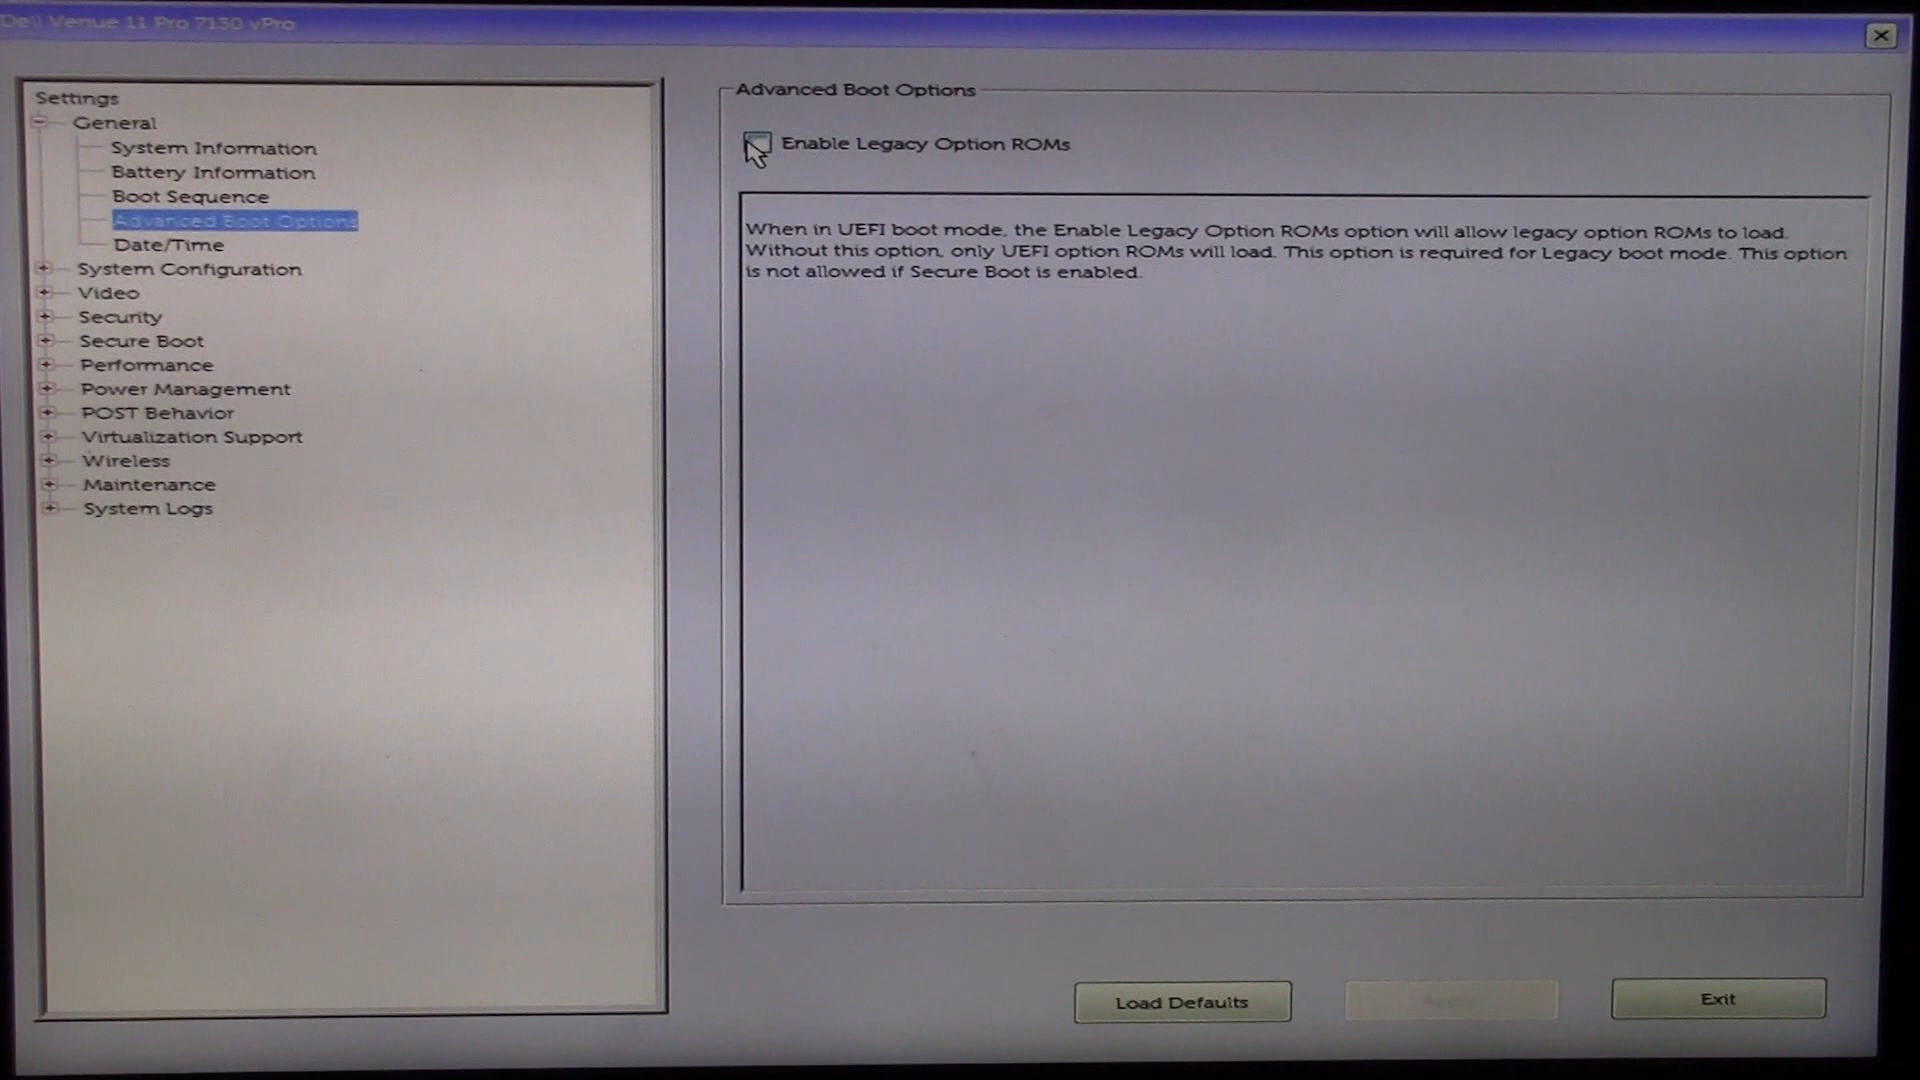 Dell Venue 11 Pro 7130 vPro
Settings
General
System Information
Battery Information
Boot Sequence
Advanced Boot Options
Date/Time
System Configuration
Video
Security
Secure Boot
Performance
Power Management
POST Behavior
Virtualization Support
Wireless
Maintenance
System Logs
Advanced Boot Options
Enable Legacy Option ROMs
When in UEFI boot mode, the Enable Legacy Option ROMs option will allow legacy option ROMs to load.
Without this option, only UEFI option ROMs will load. This option is required for Legacy boot mode. This option
is not allowed if Secure Boot is enabled.
Load Defaults
Exit